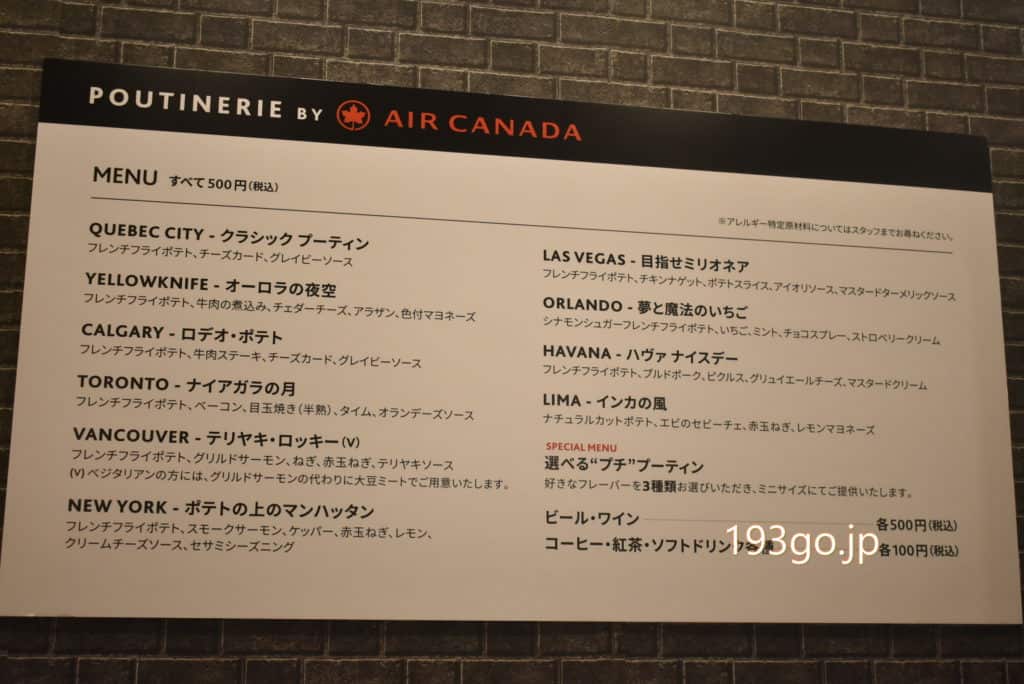 POUTINERIE BY AIR CANADA
MENU すべて500円(税込)
※アレルギー特定原材料についてはスタッフまでお尋ねください。
QUEBEC CITY - クラシック プーティン
フレンチフライポテト、チーズカード、グレイビーソース
YELLOWKNIFE - オーロラの夜空
フレンチフライポテト、牛肉の煮込み、チェダーチーズ、アラザン、色付マヨネーズ
CALGARY - ロデオ・ポテト
フレンチフライポテト、牛肉ステーキ、チーズカード、グレイビーソース
TORONTO - ナイアガラの月
フレンチフライポテト、ベーコン、目玉焼き(半熟)、タイム、オランデーズソース
VANCOUVER - テリヤキ・ロッキー(V)
フレンチフライポテト、グリルドサーモン、ねぎ、赤玉ねぎ、テリヤキソース
(V) ベジタリアンの方には、グリルドサーモンの代わりに大豆ミートでご用意いたします。
NEW YORK - ポテトの上のマンハッタン
フレンチフライポテト、スモークサーモン、ケッパー、赤玉ねぎ、レモン、
クリームチーズソース、セサミシーズニング
LAS VEGAS - 目指せミリオネア
フレンチフライポテト、チキンナゲット、ポテトスライス、アイオリソース、マスタードターメリックソース
ORLANDO - 夢と魔法のいちご
シナモンシュガーフレンチフライポテト、いちご、ミント、チョコスプレー、ストロベリークリーム
HAVANA - ハヴァ ナイスデー
フレンチフライポテト、プルドポーク、ピクルス、グリュイエールチーズ、マスタードクリーム
LIMA - インカの風
ナチュラルカットポテト、エビのセビーチェ、赤玉ねぎ、レモンマヨネーズ
SPECIAL MENU
選べる“プチ”プーティン
好きなフレーバーを3種類お選びいただき、ミニサイズにてご提供いたします。
ビール・ワイン 各500円(税込)
コーヒー・紅茶・ソフトドリンク 各100円(税込)
193go.jp